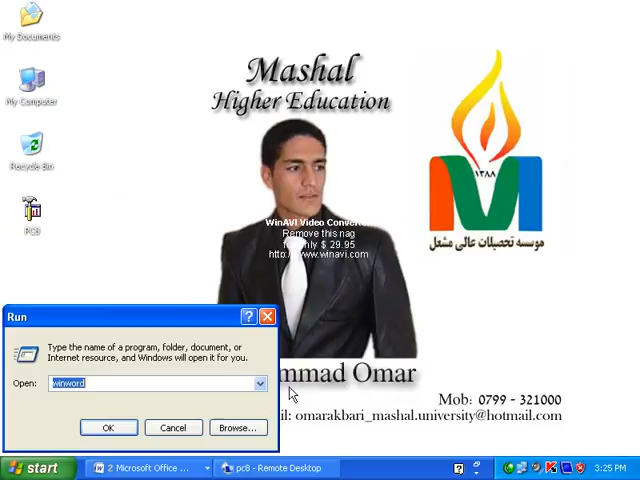 My Documents
My Computer
Recycle Bin
PC8
Mashal
Higher Education
۱۳۸۸
موسسه تحصیلات عالی مشعل
WinAVI Video Convert
Remove this nag
only $ 29.95
http://www.winavi.com
mmad Omar
Mob: 0799 - 321000
il: omarakbari_mashal.university@hotmail.com
Run
Type the name of a program, folder, document, or
Internet resource, and Windows will open it for you.
Open:
winword
OK
Cancel
Browse...
start
2 Microsoft Office ...
pc8 - Remote Desktop
3:25 PM